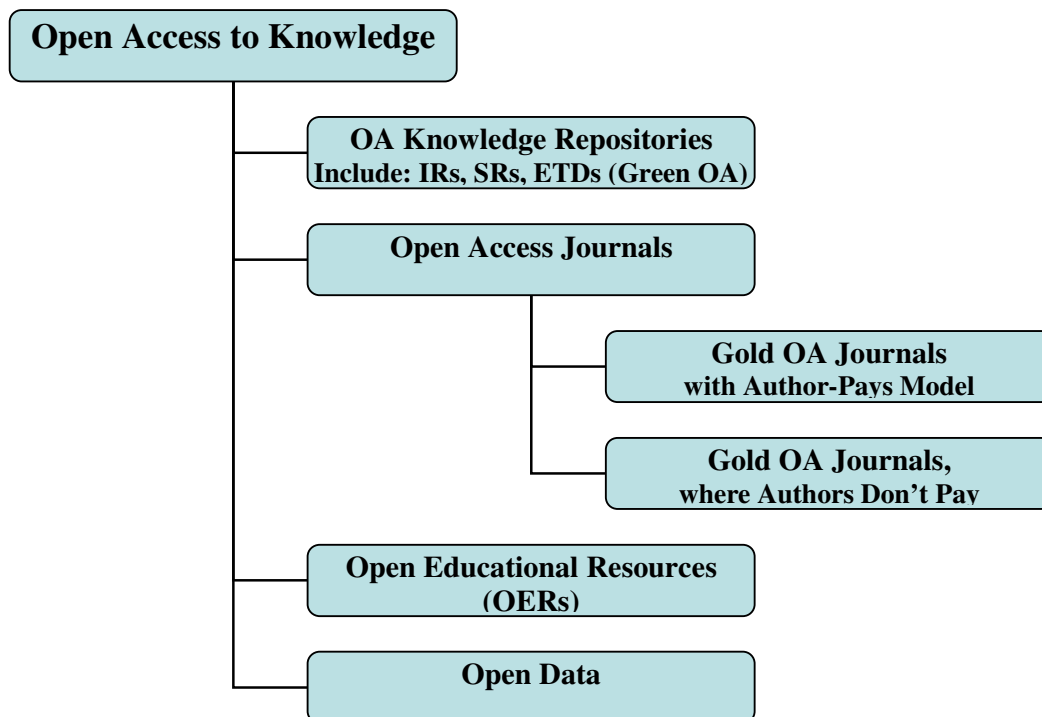 Open Access to Knowledge
OA Knowledge Repositories
Include: IRs, SRs, ETDs (Green OA)
Open Access Journals
Gold OA Journals
with Author-Pays Model
Gold OA Journals,
where Authors Don’t Pay
Open Educational Resources
(OERs)
Open Data